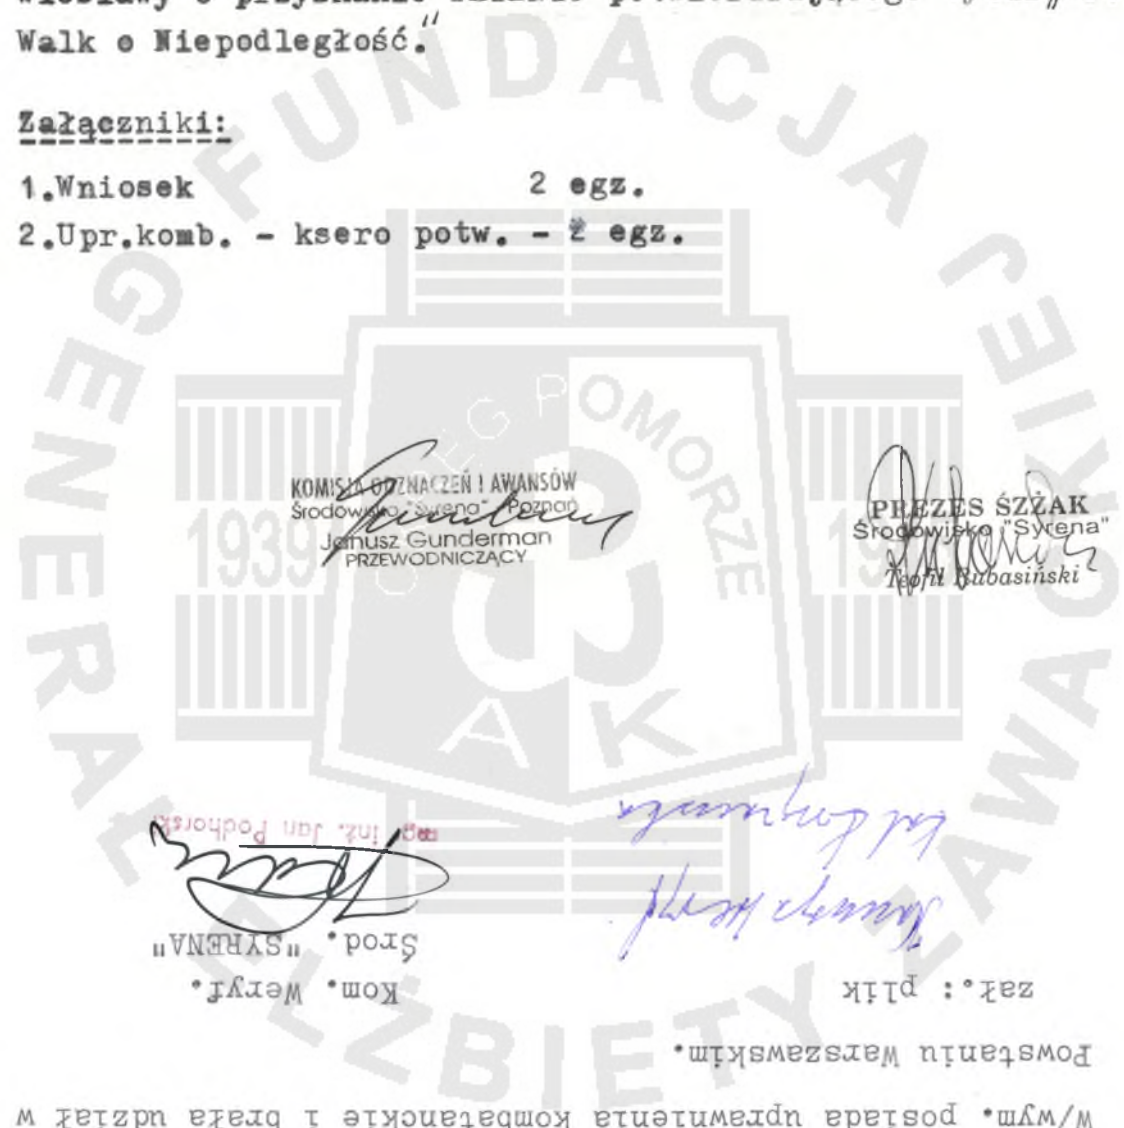 Walk o Niepodległość."
Załączniki:
1.Wniosek 2 egz.
2.Upr.komb. - ksero potw. - 2 egz.
KOMISJA ODZNACZEŃ I AWANSÓW
Środowisko "Syrena" Poznań
Janusz Gunderman
PRZEWODNICZĄCY
PREZES ŚZŻAK
Środowisko "Syrena"
Teofil Rubasiński
W/wym. posiada uprawnienia kombatanckie i brała udział w
Powstaniu Warszawskim.
zał.: plik
Kom. Weryf.
Środ. "SYRENA"
mgr inż. Jan Podhorski
FUNDACJA GENERAŁ ELŻBIETY ZAWACKIEJ
OKRĘG POMORZE
1939
19
AK